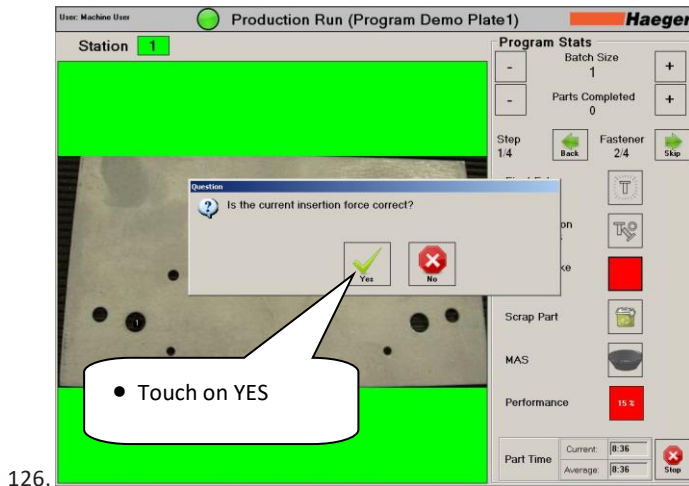 User: Machine User
Production Run (Program Demo Plate1)
Haeger
Station 1
Program Stats
Batch Size
-
1
+
Parts Completed
-
0
+
Step
1/4
Back
Fastener
2/4
Skip
Question
Is the current insertion force correct?
Yes
No
1
Scrap Part
MAS
Performance
15 %
Part Time
Current: 8:36
Average: 8:36
Stop
• Touch on YES
126.